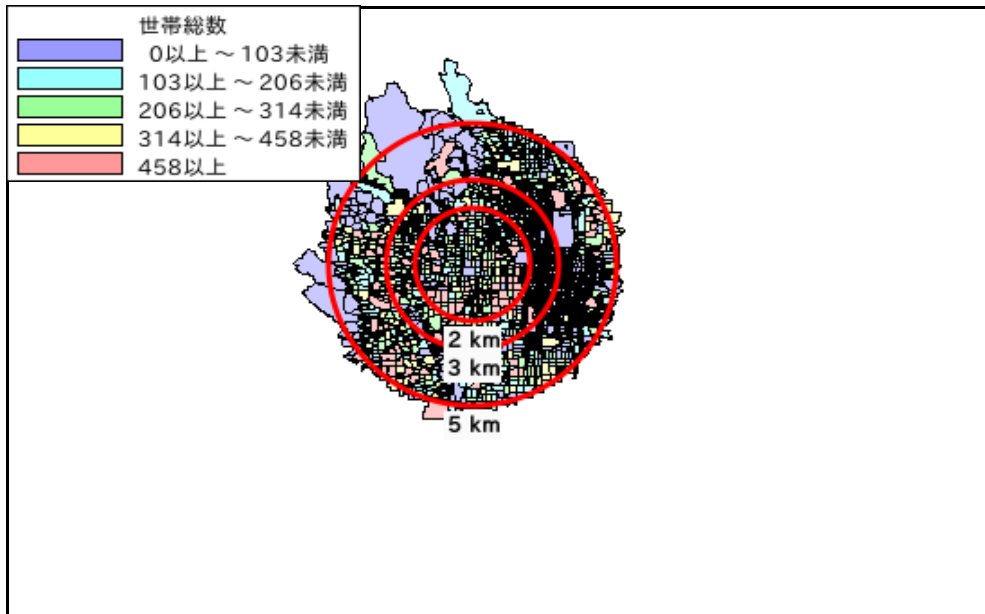 世帯総数
0以上 ～ 103未満
103以上 ～ 206未満
206以上 ～ 314未満
314以上 ～ 458未満
458以上
2 km
3 km
5 km